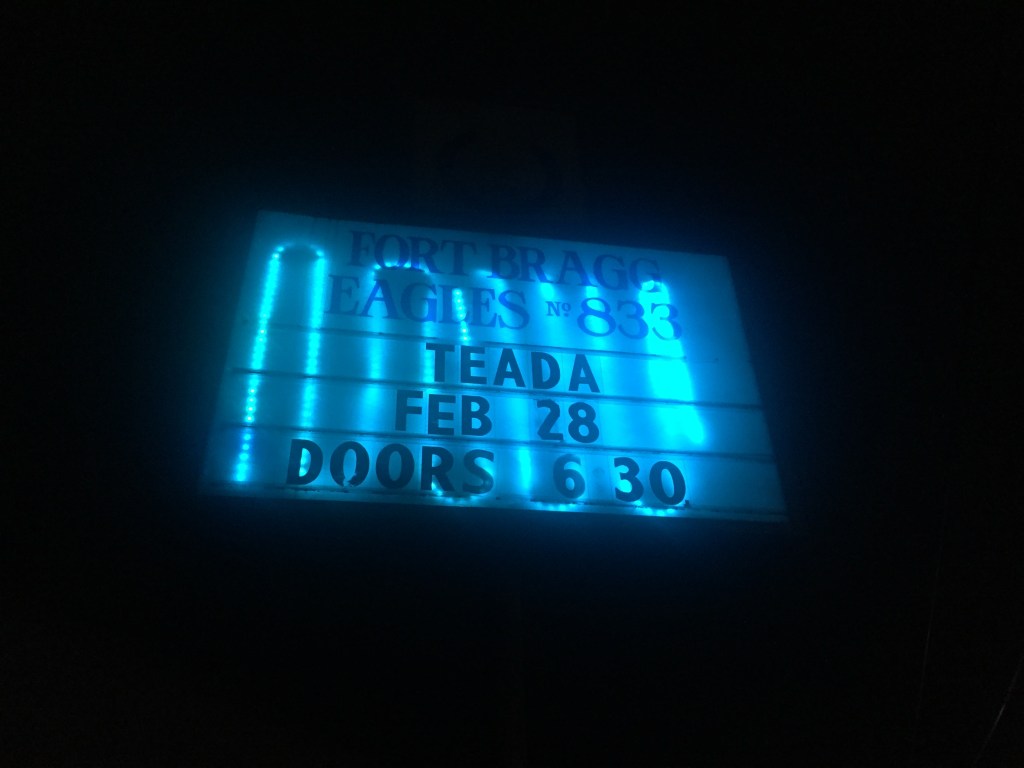 FORT BRAGG
EAGLES Nº 833
TEADA
FEB 28
DOORS 6 30